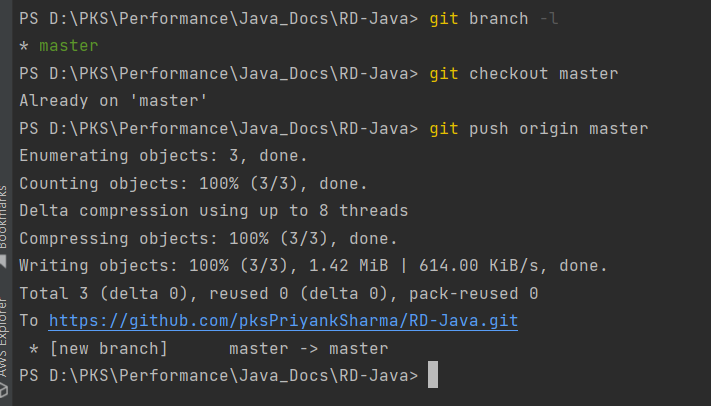 PS D:\PKS\Performance\Java_Docs\RD-Java> git branch -l
* master
PS D:\PKS\Performance\Java_Docs\RD-Java> git checkout master
Already on 'master'
PS D:\PKS\Performance\Java_Docs\RD-Java> git push origin master
Enumerating objects: 3, done.
Counting objects: 100% (3/3), done.
Delta compression using up to 8 threads
Compressing objects: 100% (3/3), done.
Writing objects: 100% (3/3), 1.42 MiB | 614.00 KiB/s, done.
Total 3 (delta 0), reused 0 (delta 0), pack-reused 0
To https://github.com/pksPriyankSharma/RD-Java.git
 * [new branch]      master -> master
PS D:\PKS\Performance\Java_Docs\RD-Java>
Bookmarks
AWS Explorer